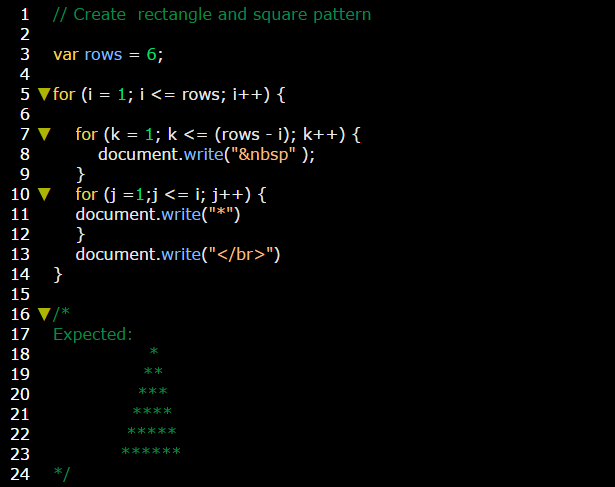 1 // Create  rectangle and square pattern
2
3 var rows = 6;
4
5 for (i = 1; i <= rows; i++) {
6
7 for (k = 1; k <= (rows - i); k++) {
8 document.write("&nbsp" );
9 }
10 for (j =1;j <= i; j++) {
11 document.write("*")
12 }
13 document.write("</br>")
14 }
15
16 /*
17 Expected:
18 *
19 **
20 ***
21 ****
22 *****
23 ******
24 */